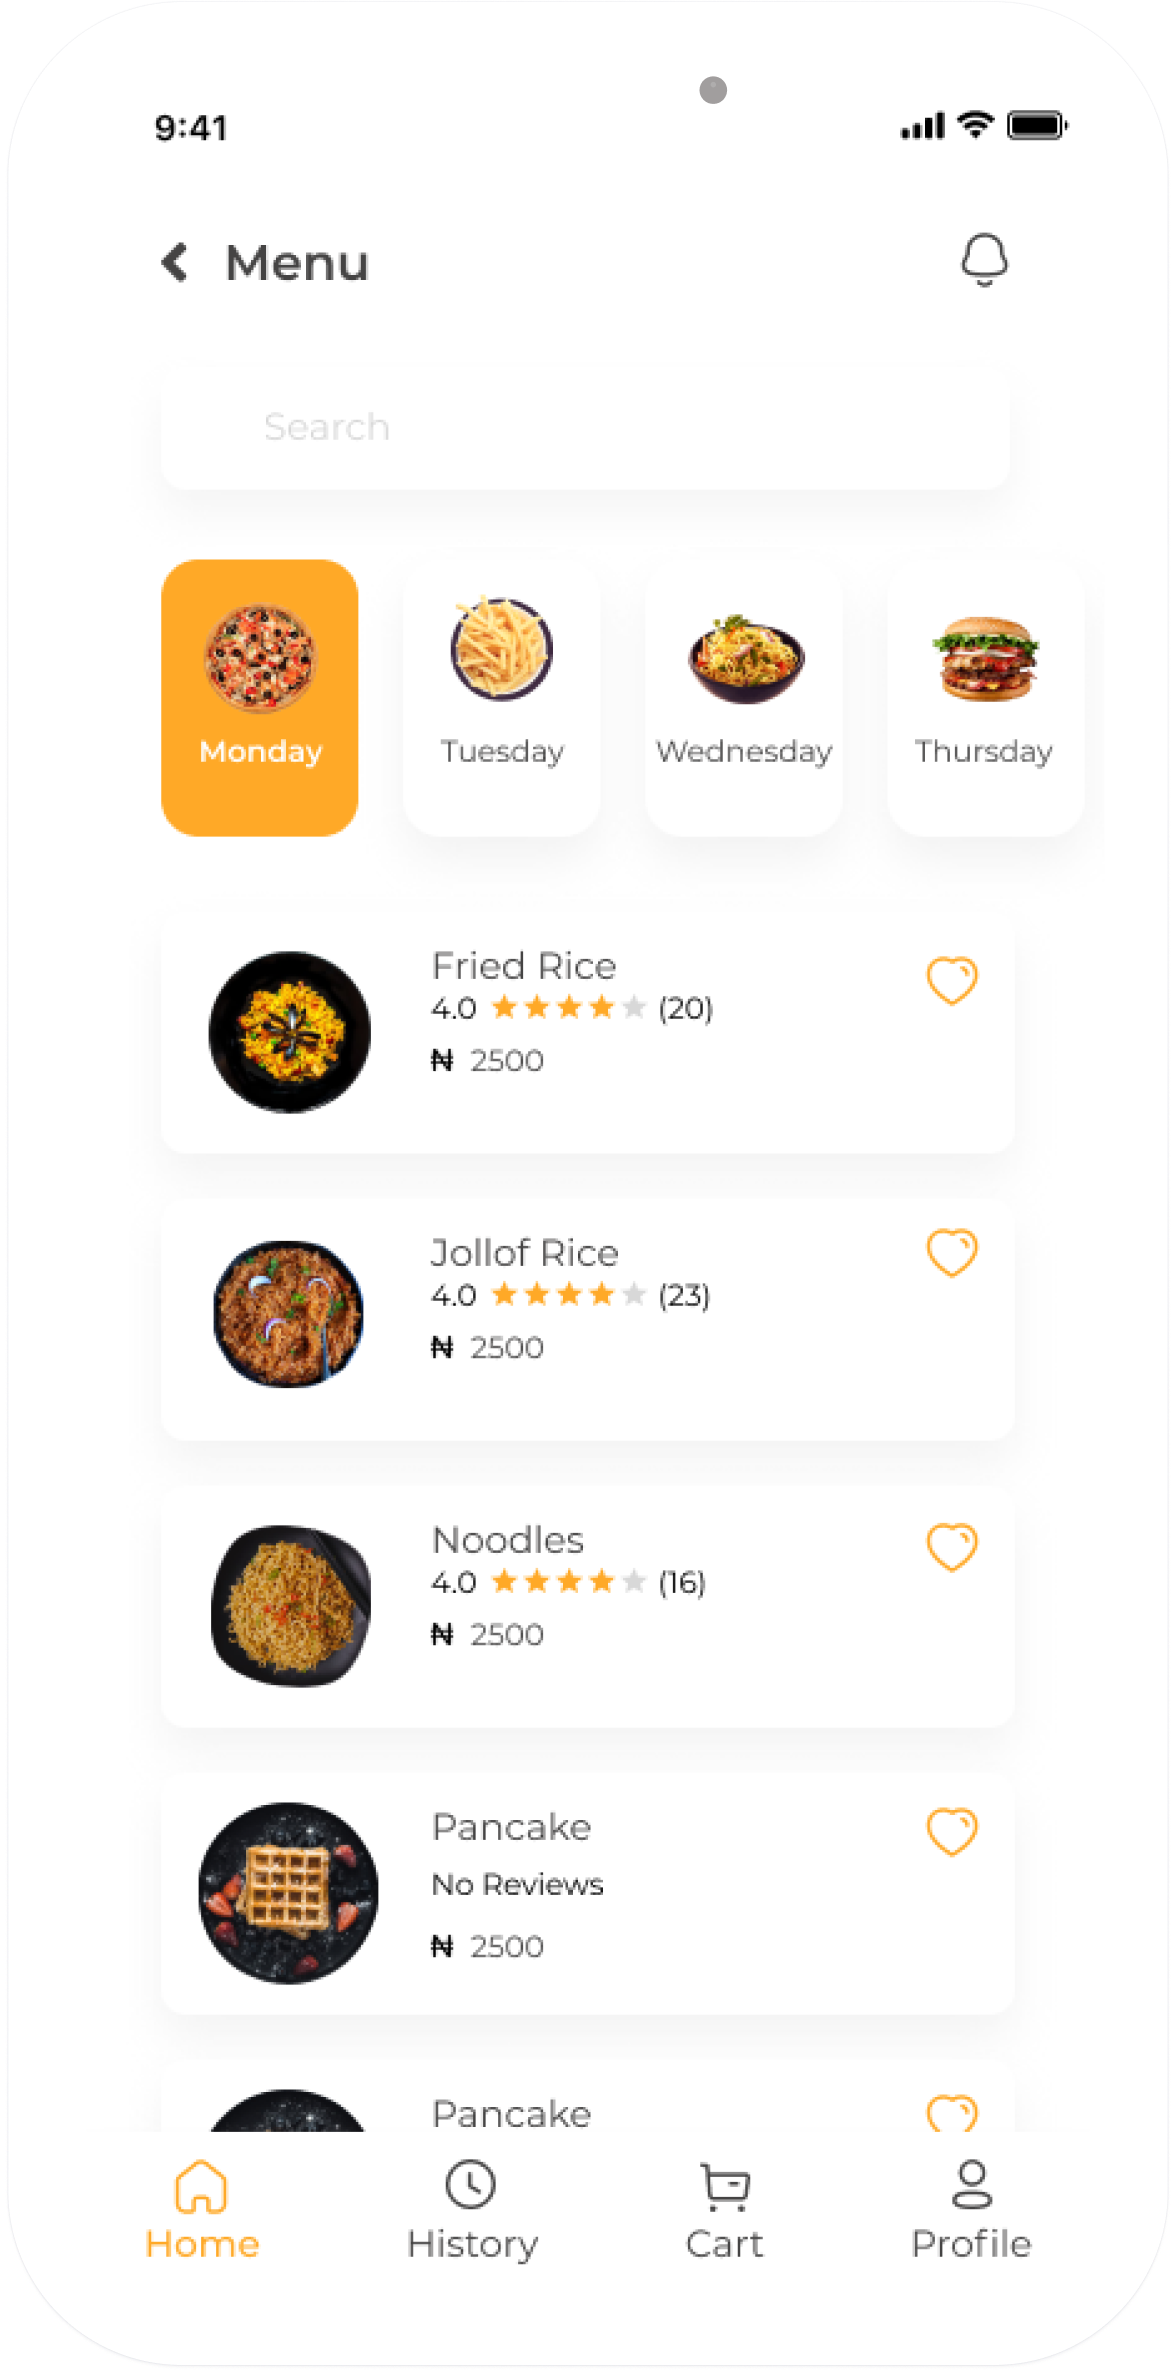 9:41
Menu
Search
Monday Tuesday Wednesday Thursday
Fried Rice
4.0 (20)
₦ 2500
Jollof Rice
4.0 (23)
₦ 2500
Noodles
4.0 (16)
₦ 2500
Pancake
No Reviews
₦ 2500
Pancake
Home History Cart Profile